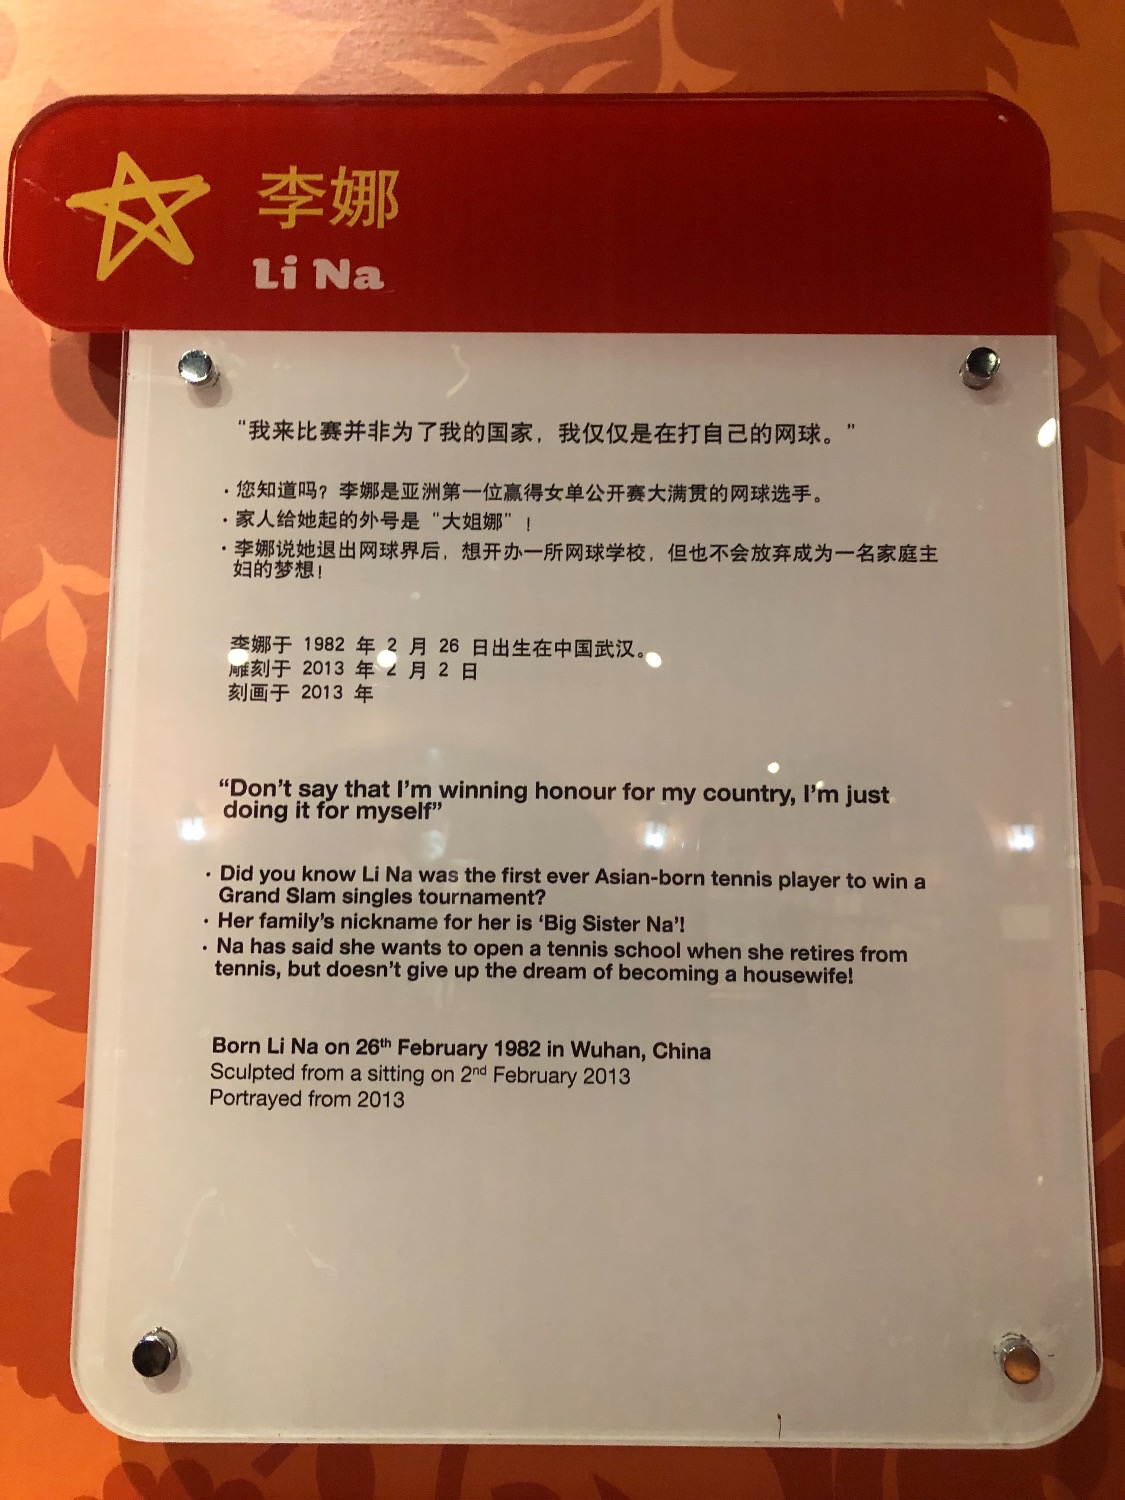 李娜
Li Na
“我来比赛并非为了我的国家，我仅仅是在打自己的网球。”
· 您知道吗？李娜是亚洲第一位赢得女单公开赛大满贯的网球选手。
· 家人给她起的外号是“大姐娜”！
· 李娜说她退出网球界后，想开办一所网球学校，但也不会放弃成为一名家庭主
妇的梦想！
李娜于 1982 年 2 月 26 日出生在中国武汉。
雕刻于 2013 年 2 月 2 日
刻画于 2013 年
“Don’t say that I’m winning honour for my country, I’m just
doing it for myself”
· Did you know Li Na was the first ever Asian-born tennis player to win a
Grand Slam singles tournament?
· Her family’s nickname for her is ‘Big Sister Na’!
· Na has said she wants to open a tennis school when she retires from
tennis, but doesn’t give up the dream of becoming a housewife!
Born Li Na on 26th February 1982 in Wuhan, China
Sculpted from a sitting on 2nd February 2013
Portrayed from 2013